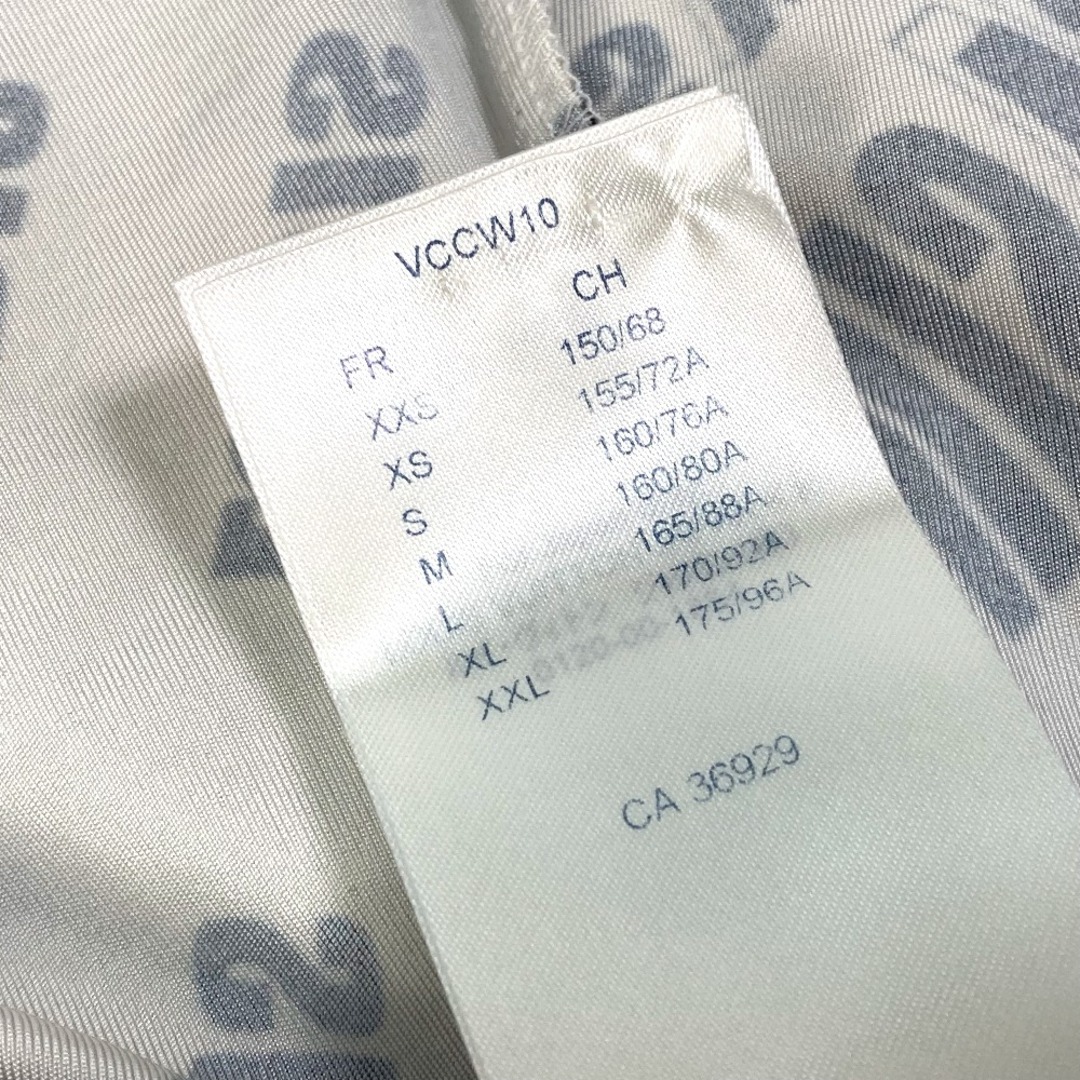 VCCW10
FR CH
XXS 150/68
XS 155/72A
S 160/76A
M 160/80A
L 165/88A
XL 170/92A
XXL 175/96A
CA 36929